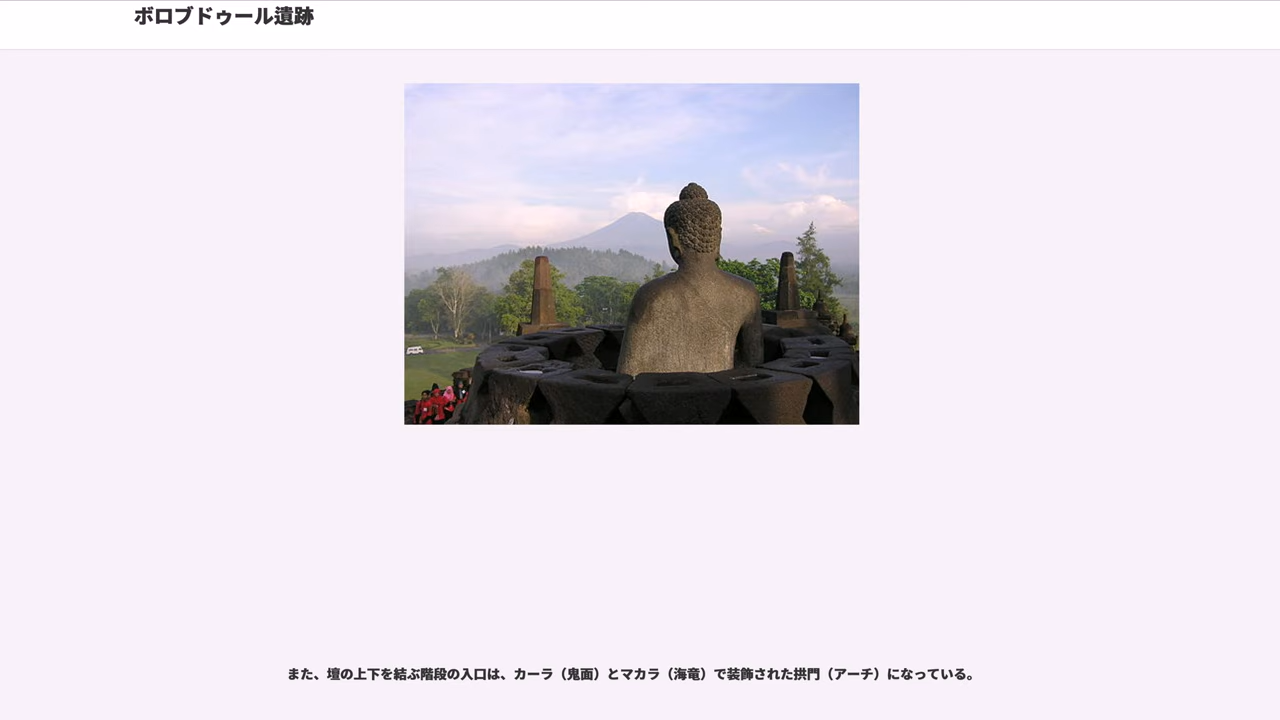 ボロブドゥール遺跡
また、壇の上下を結ぶ階段の入口は、カーラ（鬼面）とマカラ（海竜）で装飾された拱門（アーチ）になっている。